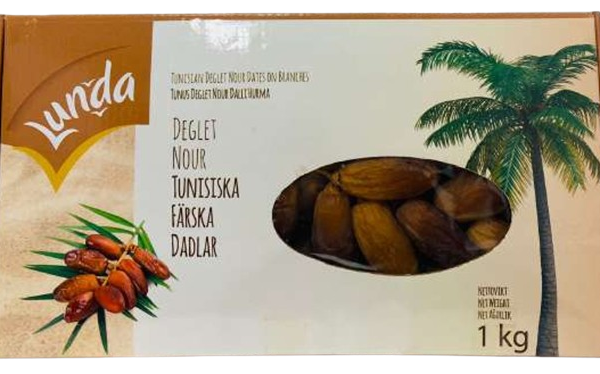 Lunda
TUNISIAN DEGLET NOUR DATES ON BRANCHES
TUNUS DEGLET NOUR DALLI HURMA
DEGLET
NOUR
TUNISISKA
FÄRSKA
DADLAR
NETTOVIKT
NET WEIGHT
NET AĞIRLIK
1 kg